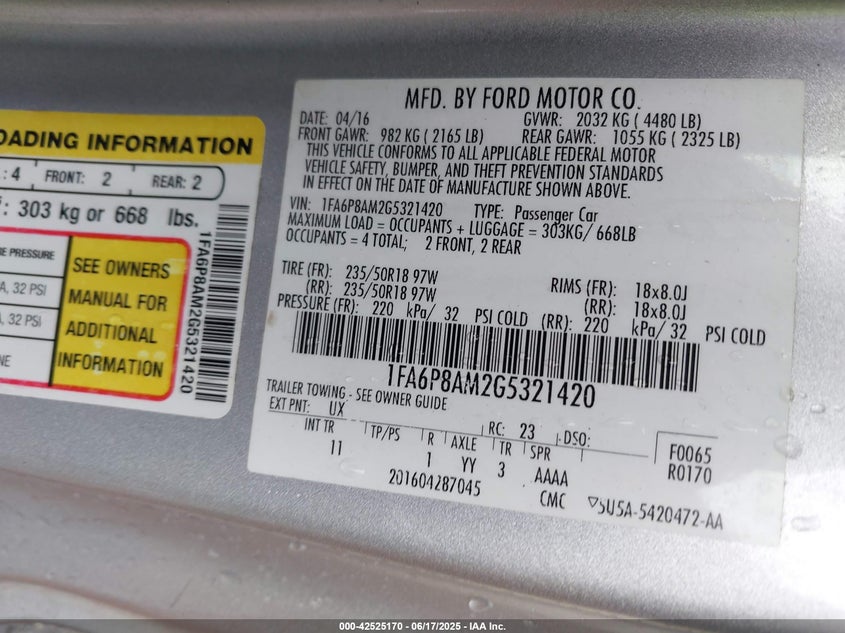 OADING INFORMATION
: 4 FRONT: 2 REAR: 2
: 303 kg or 668 lbs.
RE PRESSURE
A, 32 PSI
, 32 PSI
NE
SEE OWNERS
MANUAL FOR
ADDITIONAL
INFORMATION
1FA6P8AM2G5321420
MFD. BY FORD MOTOR CO.
DATE: 04/16 GVWR: 2032 KG ( 4480 LB)
FRONT GAWR: 982 KG ( 2165 LB) REAR GAWR: 1055 KG ( 2325 LB)
THIS VEHICLE CONFORMS TO ALL APPLICABLE FEDERAL MOTOR
VEHICLE SAFETY, BUMPER, AND THEFT PREVENTION STANDARDS
IN EFFECT ON THE DATE OF MANUFACTURE SHOWN ABOVE.
VIN: 1FA6P8AM2G5321420 TYPE: Passenger Car
MAXIMUM LOAD = OCCUPANTS + LUGGAGE = 303KG/ 668LB
OCCUPANTS = 4 TOTAL; 2 FRONT, 2 REAR
TIRE (FR): 235/50R18 97W RIMS (FR): 18x8.0J
(RR): 235/50R18 97W (RR): 18x8.0J
PRESSURE (FR): 220 kPa/ 32 PSI COLD (RR): 220 kPa/ 32 PSI COLD
1FA6P8AM2G5321420
TRAILER TOWING - SEE OWNER GUIDE
EXT PNT: UX RC: 23 DSO:
INT TR TP/PS R AXLE TR SPR
11 1 YY 3 AAAA
F0065
R0170
201604287045 CMC 5U5A-5420472-AA
000-42525170 - 06/17/2025 - IAA Inc.